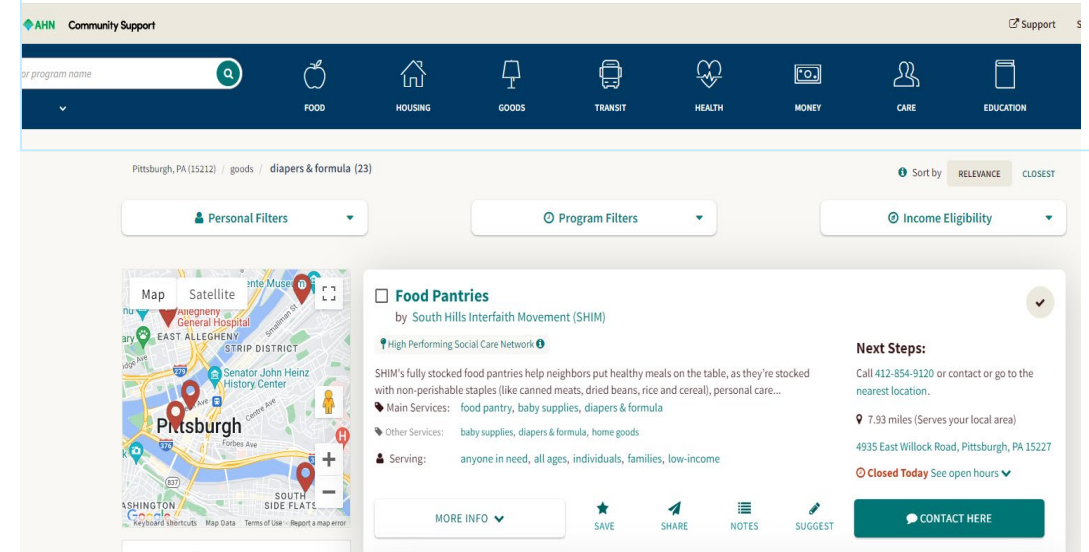 AHN Community Support
Support S
or program name
FOOD HOUSING GOODS TRANSIT HEALTH MONEY CARE EDUCATION
Pittsburgh, PA (15212) / goods / diapers & formula (23)
Sort by RELEVANCE CLOSEST
Personal Filters
Program Filters
Income Eligibility
Map Satellite
Allegheny
General Hospital
EAST ALLEGHENY
STRIP DISTRICT
Senator John Heinz
History Center
279
Centre Ave
Pittsburgh
Forbes Ave
376
376
837
SOUTH
SIDE FLATS
Google
Keyboard shortcuts Map Data Terms of Use Report a map error
Food Pantries
by South Hills Interfaith Movement (SHIM)
High Performing Social Care Network
SHIM's fully stocked food pantries help neighbors put healthy meals on the table, as they're stocked
with non-perishable staples (like canned meats, dried beans, rice and cereal), personal care...
Main Services: food pantry, baby supplies, diapers & formula
Other Services: baby supplies, diapers & formula, home goods
Serving: anyone in need, all ages, individuals, families, low-income
MORE INFO
SAVE SHARE NOTES SUGGEST
Next Steps:
Call 412-854-9120 or contact or go to the
nearest location.
7.93 miles (Serves your local area)
4935 East Willock Road, Pittsburgh, PA 15227
Closed Today See open hours
CONTACT HERE